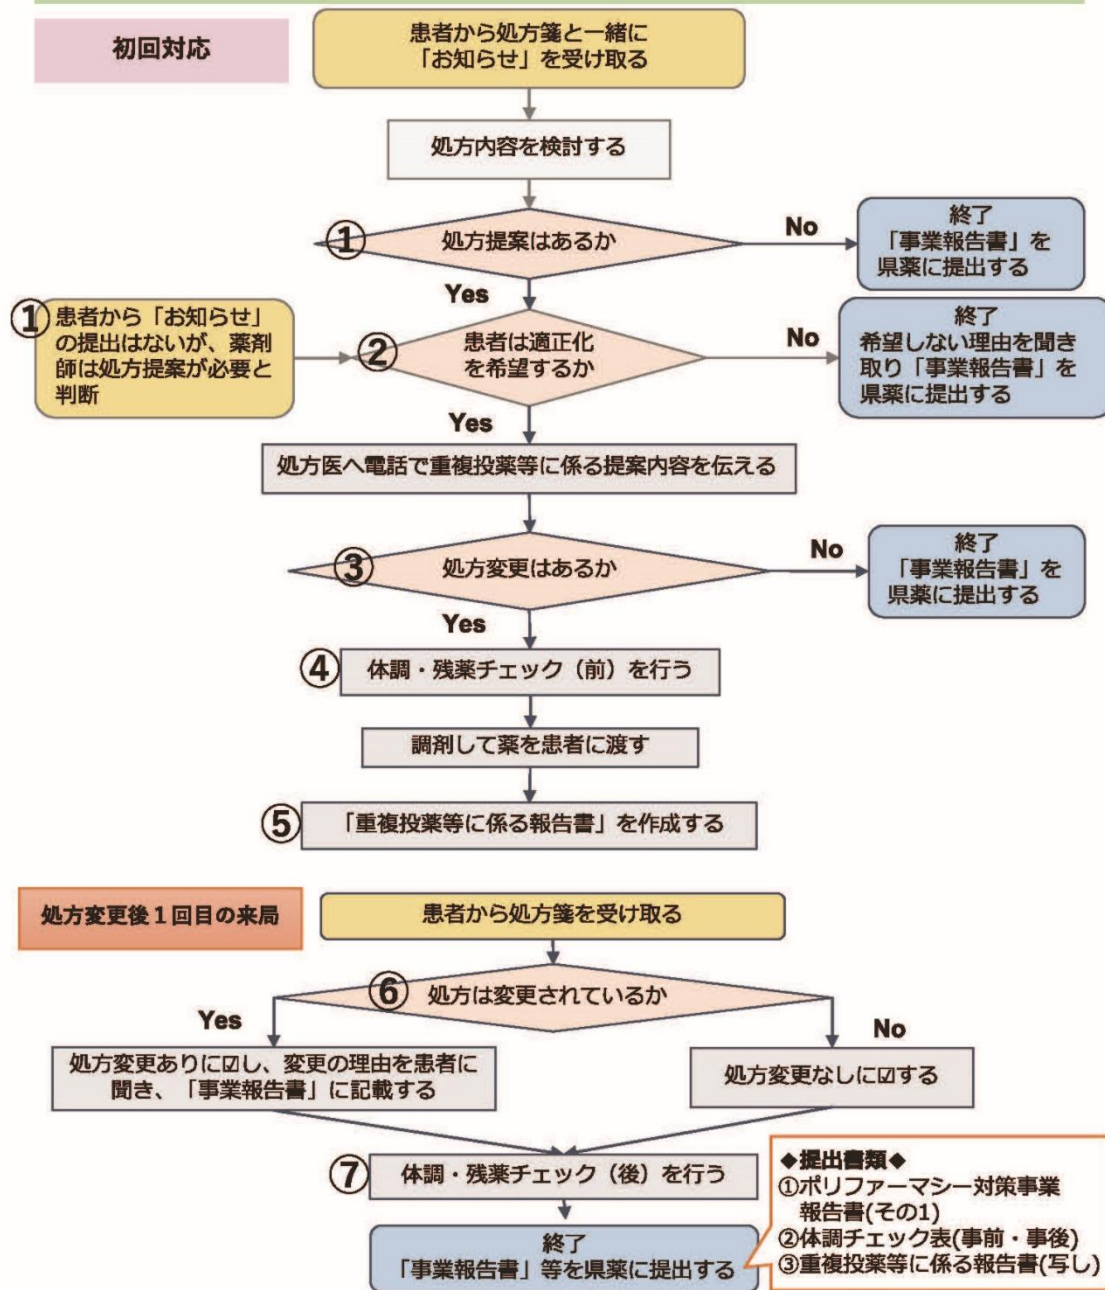 初回対応
患者から処方箋と一緒に
「お知らせ」を受け取る
処方内容を検討する
①
処方提案はあるか
No
終了
「事業報告書」を
県薬に提出する
Yes
①
患者から「お知らせ」
の提出はないが、薬剤
師は処方提案が必要と
判断
②
患者は適正化
を希望するか
No
終了
希望しない理由を聞き
取り「事業報告書」を
県薬に提出する
Yes
処方医へ電話で重複投薬等に係る提案内容を伝える
③
処方変更はあるか
No
終了
「事業報告書」を
県薬に提出する
Yes
④
体調・残薬チェック（前）を行う
調剤して薬を患者に渡す
⑤
「重複投薬等に係る報告書」を作成する
処方変更後１回目の来局
患者から処方箋を受け取る
⑥
処方は変更されているか
Yes
No
処方変更ありに☑し、変更の理由を患者に
聞き、「事業報告書」に記載する
処方変更なしに☑する
⑦
体調・残薬チェック（後）を行う
終了
「事業報告書」等を県薬に提出する
◆提出書類◆
①ポリファーマシー対策事業
報告書(その1)
②体調チェック表(事前・事後)
③重複投薬等に係る報告書(写し)